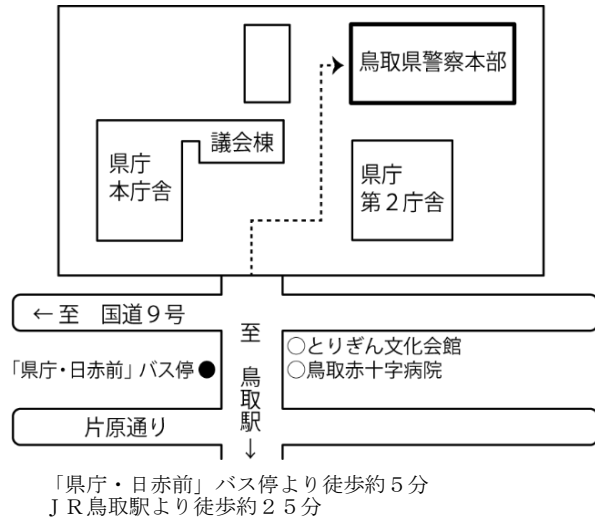 鳥取県警察本部
議会棟
県庁
本庁舎
県庁
第2庁舎
←至　国道9号
至　鳥取駅↓
○とりぎん文化会館
○鳥取赤十字病院
「県庁・日赤前」バス停●
片原通り
「県庁・日赤前」バス停より徒歩約５分
ＪＲ鳥取駅より徒歩約２５分